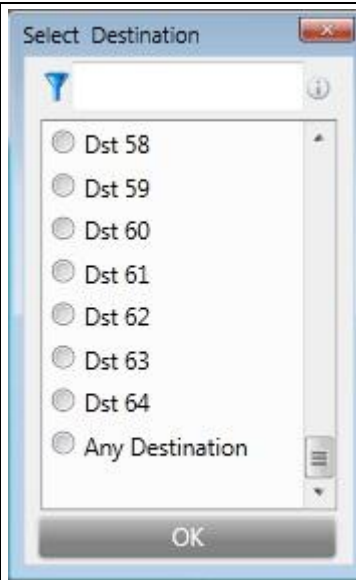 Select Destination
Dst 58
Dst 59
Dst 60
Dst 61
Dst 62
Dst 63
Dst 64
Any Destination
OK